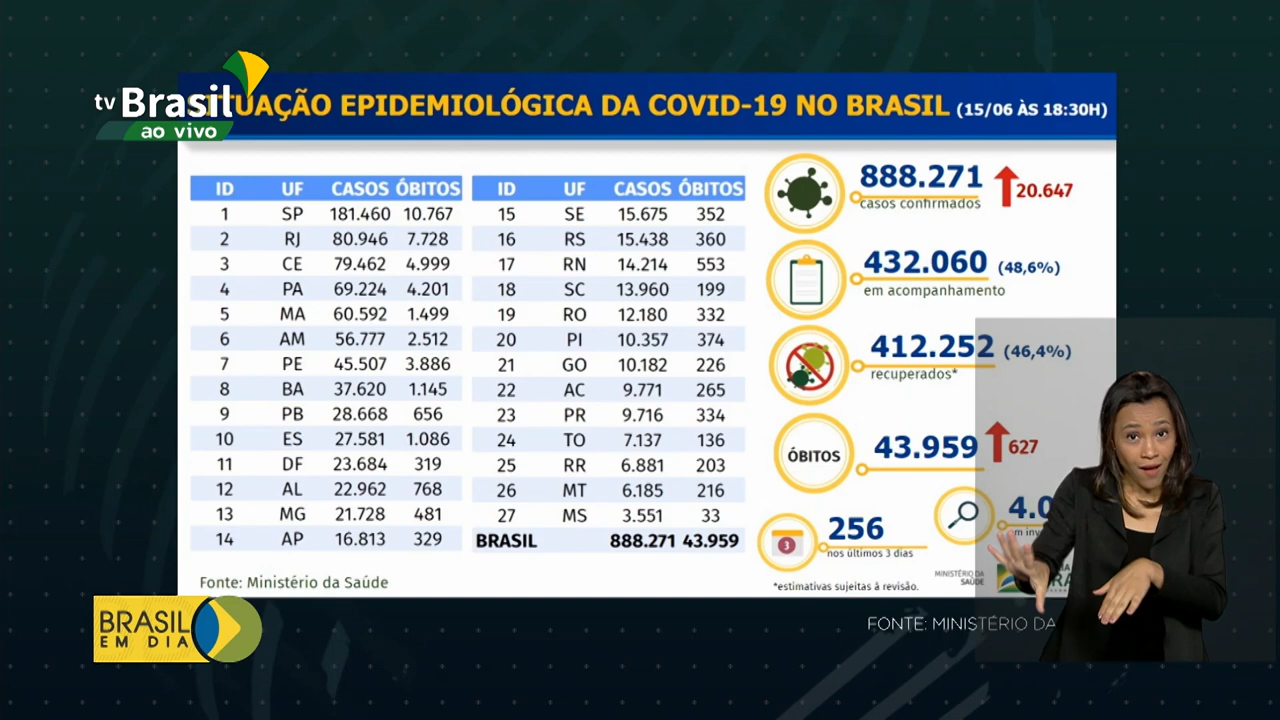 tv Brasil
ao vivo
TUAÇÃO EPIDEMIOLÓGICA DA COVID-19 NO BRASIL (15/06 ÀS 18:30H)
ID UF CASOS ÓBITOS
1 SP 181.460 10.767
2 RJ 80.946 7.728
3 CE 79.462 4.999
4 PA 69.224 4.201
5 MA 60.592 1.499
6 AM 56.777 2.512
7 PE 45.507 3.886
8 BA 37.620 1.145
9 PB 28.668 656
10 ES 27.581 1.086
11 DF 23.684 319
12 AL 22.962 768
13 MG 21.728 481
14 AP 16.813 329
ID UF CASOS ÓBITOS
15 SE 15.675 352
16 RS 15.438 360
17 RN 14.214 553
18 SC 13.960 199
19 RO 12.180 332
20 PI 10.357 374
21 GO 10.182 226
22 AC 9.771 265
23 PR 9.716 334
24 TO 7.137 136
25 RR 6.881 203
26 MT 6.185 216
27 MS 3.551 33
BRASIL 888.271 43.959
888.271 20.647
casos confirmados
432.060 (48,6%)
em acompanhamento
412.252 (46,4%)
recuperados*
ÓBITOS 43.959 627
3 256
nos últimos 3 dias
4.0
*estimativas sujeitas à revisão.
MINISTÉRIO DA
SAÚDE
Fonte: Ministério da Saúde
BRASIL
EM DIA
FONTE: MINISTÉRIO DA